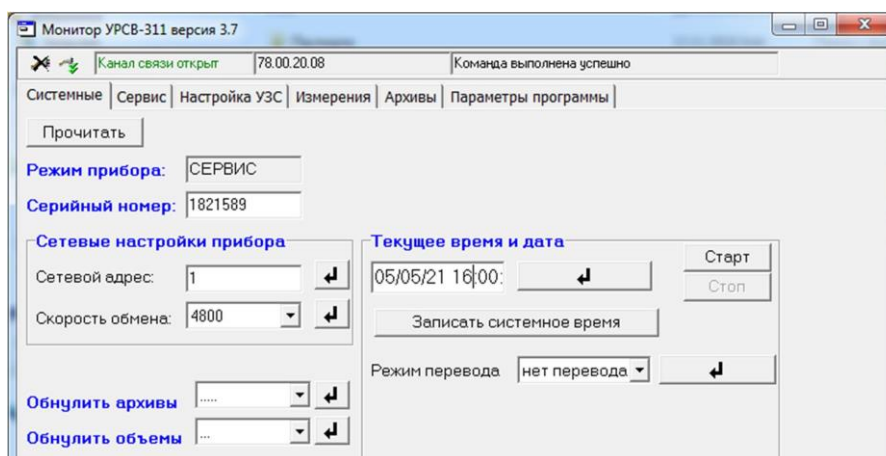 Монитор УРСВ-311 версия 3.7
Канал связи открыт 78.00.20.08 Команда выполнена успешно
Системные Сервис Настройка УЗС Измерения Архивы Параметры программы
Прочитать
Режим прибора: СЕРВИС
Серийный номер: 1821589
Сетевые настройки прибора
Сетевой адрес: 1
Скорость обмена: 4800
Обнулить архивы .....
Обнулить объемы ...
Текущее время и дата
05/05/21 16:00:
Старт
Стоп
Записать системное время
Режим перевода нет перевода